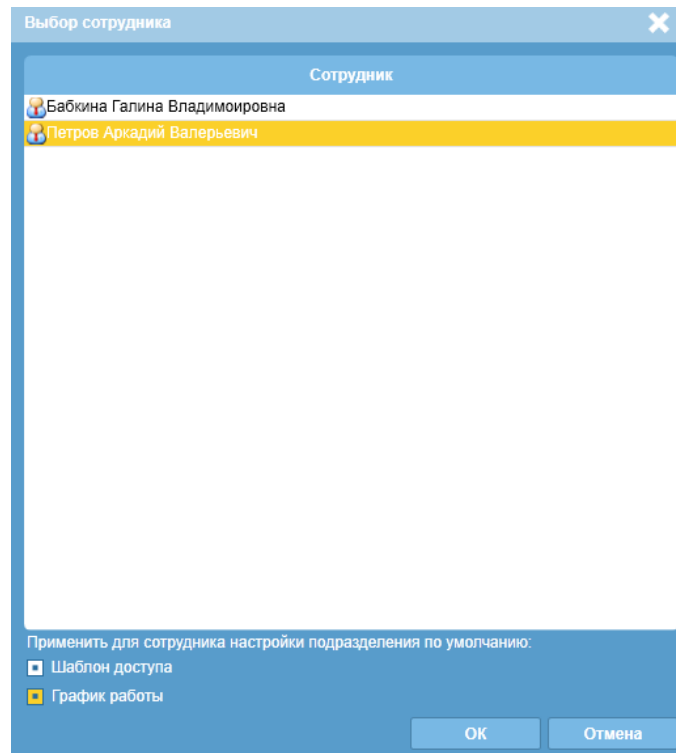 Выбор сотрудника
Сотрудник
Бабкина Галина Владимоировна
Петров Аркадий Валерьевич
Применить для сотрудника настройки подразделения по умолчанию:
Шаблон доступа
График работы
ОК
Отмена